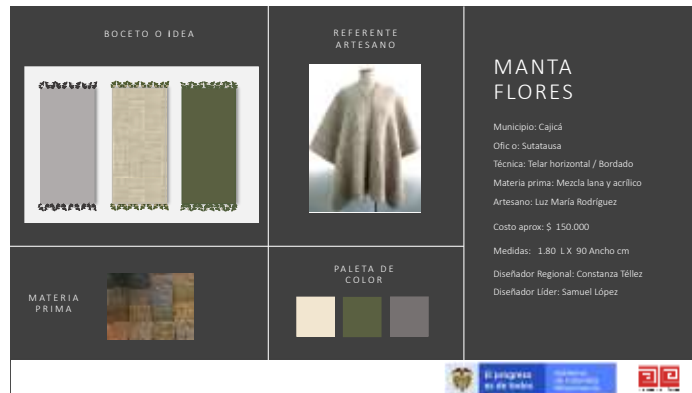 BOCETO O IDEA
REFERENTE
ARTESANO
MANTA
FLORES
Municipio: Cajicá
Ofic o: Sutatausa
Técnica: Telar horizontal / Bordado
Materia prima: Mezcla lana y acrílico
Artesano: Luz María Rodríguez
Costo aprox: $ 150.000
Medidas: 1.80 L X 90 Ancho cm
Diseñador Regional: Constanza Téllez
Diseñador Líder: Samuel López
MATERIA
PRIMA
PALETA DE
COLOR
El progreso
es de todos